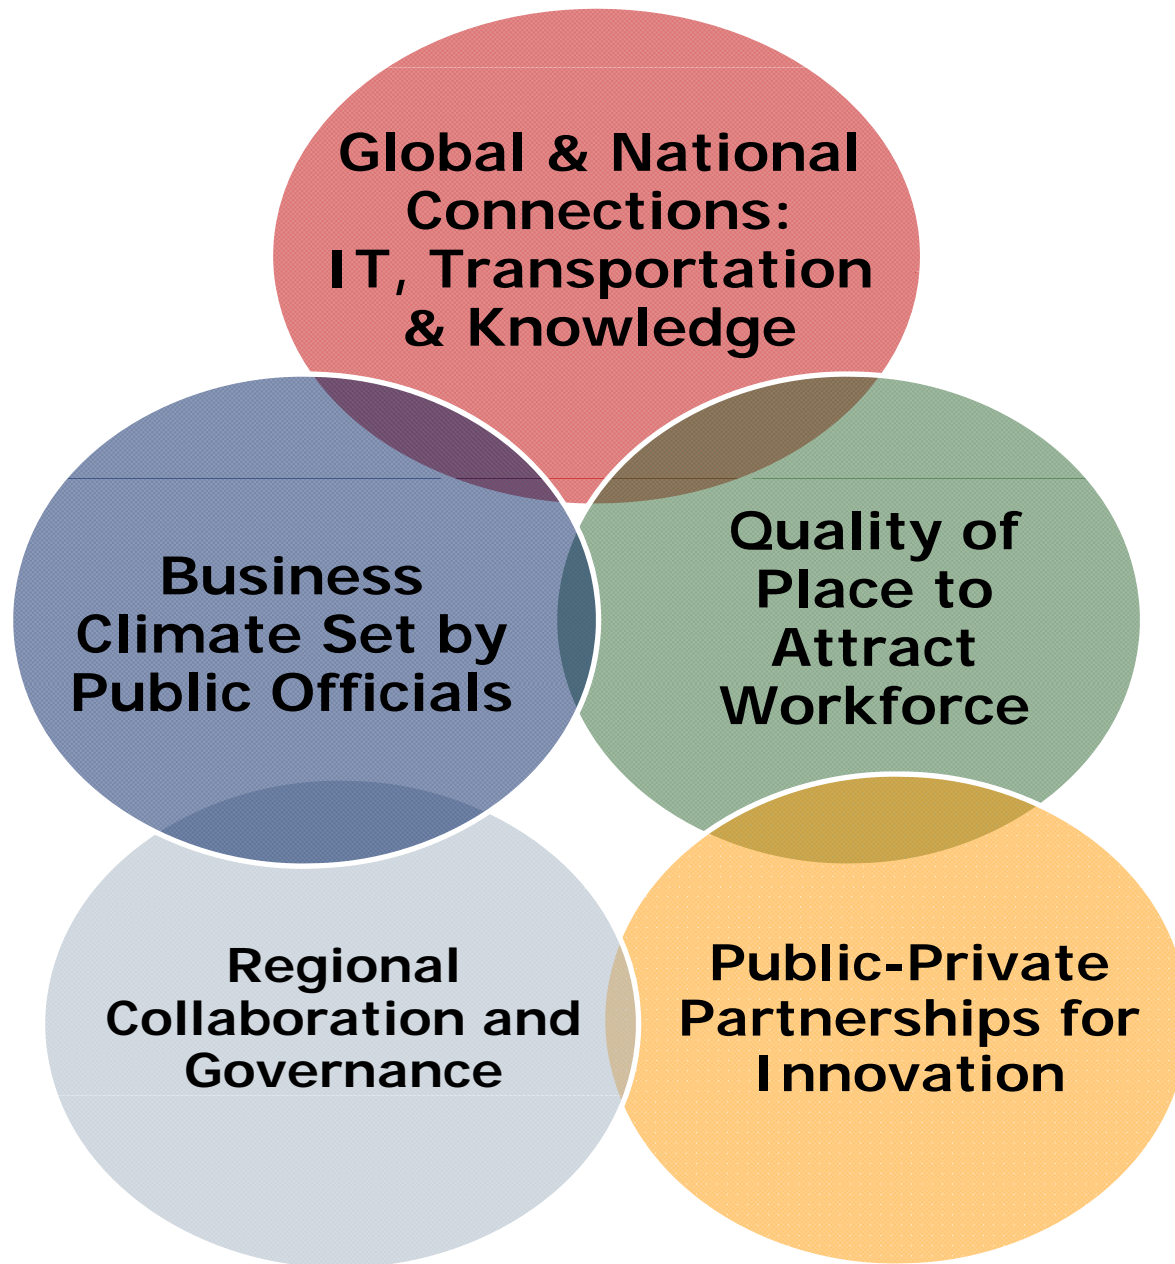 Global & National
Connections:
IT, Transportation
& Knowledge
Business
Climate Set by
Public Officials
Quality of
Place to
Attract
Workforce
Regional
Collaboration and
Governance
Public-Private
Partnerships for
Innovation